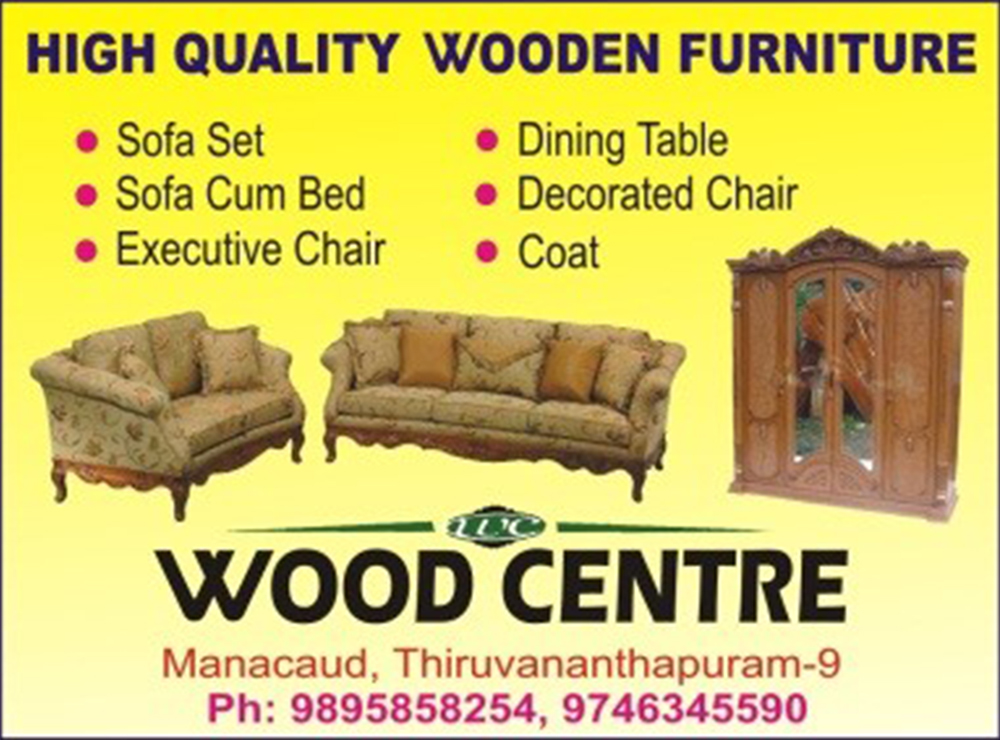 HIGH QUALITY WOODEN FURNITURE
Sofa Set
Sofa Cum Bed
Executive Chair
Dining Table
Decorated Chair
Coat
WC
WOOD CENTRE
Manacaud, Thiruvananthapuram-9
Ph: 9895858254, 9746345590